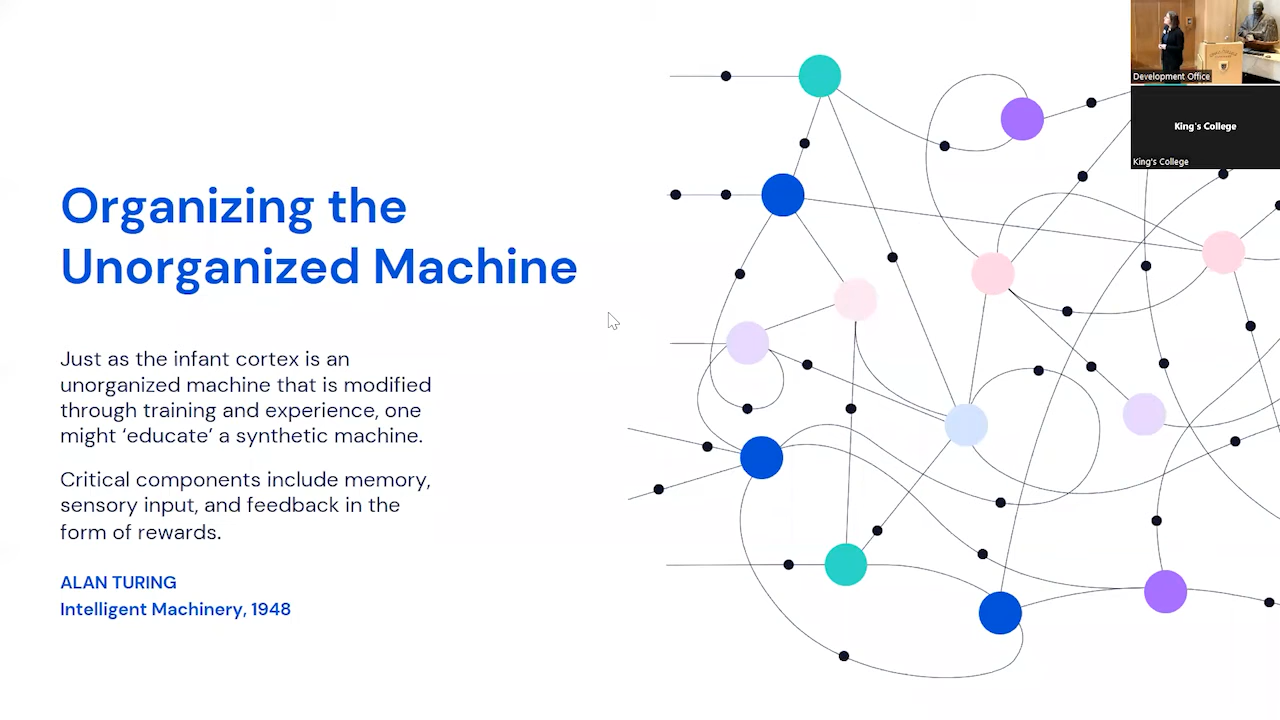 Organizing the
Unorganized Machine
Just as the infant cortex is an
unorganized machine that is modified
through training and experience, one
might ‘educate’ a synthetic machine.
Critical components include memory,
sensory input, and feedback in the
form of rewards.
ALAN TURING
Intelligent Machinery, 1948
Development Office
King's College
King's College